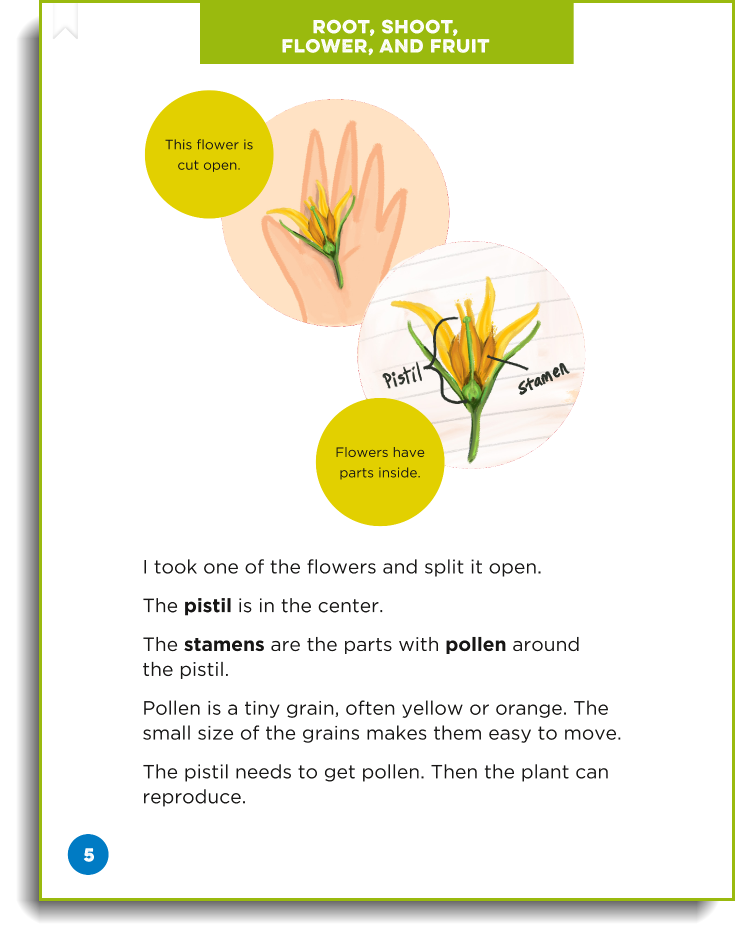 ROOT, SHOOT,
FLOWER, AND FRUIT
This flower is
cut open.
Pistil
Stamen
Flowers have
parts inside.
I took one of the flowers and split it open.
The pistil is in the center.
The stamens are the parts with pollen around
the pistil.
Pollen is a tiny grain, often yellow or orange. The
small size of the grains makes them easy to move.
The pistil needs to get pollen. Then the plant can
reproduce.
5